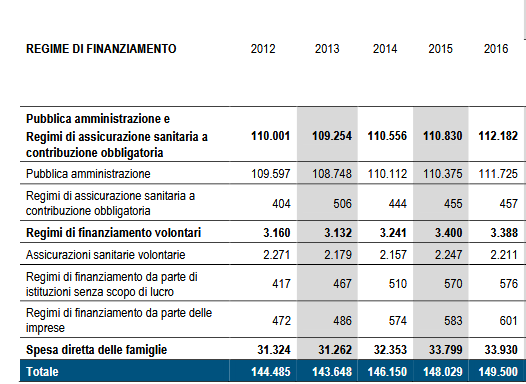 REGIME DI FINANZIAMENTO 2012 2013 2014 2015 2016
Pubblica amministrazione e
Regimi di assicurazione sanitaria a 110.001 109.254 110.556 110.830 112.182
contribuzione obbligatoria
Pubblica amministrazione 109.597 108.748 110.112 110.375 111.725
Regimi di assicurazione sanitaria a
contribuzione obbligatoria 404 506 444 455 457
Regimi di finanziamento volontari 3.160 3.132 3.241 3.400 3.388
Assicurazioni sanitarie volontarie 2.271 2.179 2.157 2.247 2.211
Regimi di finanziamento da parte di
istituzioni senza scopo di lucro 417 467 510 570 576
Regimi di finanziamento da parte delle
imprese 472 486 574 583 601
Spesa diretta delle famiglie 31.324 31.262 32.353 33.799 33.930
Totale 144.485 143.648 146.150 148.029 149.500